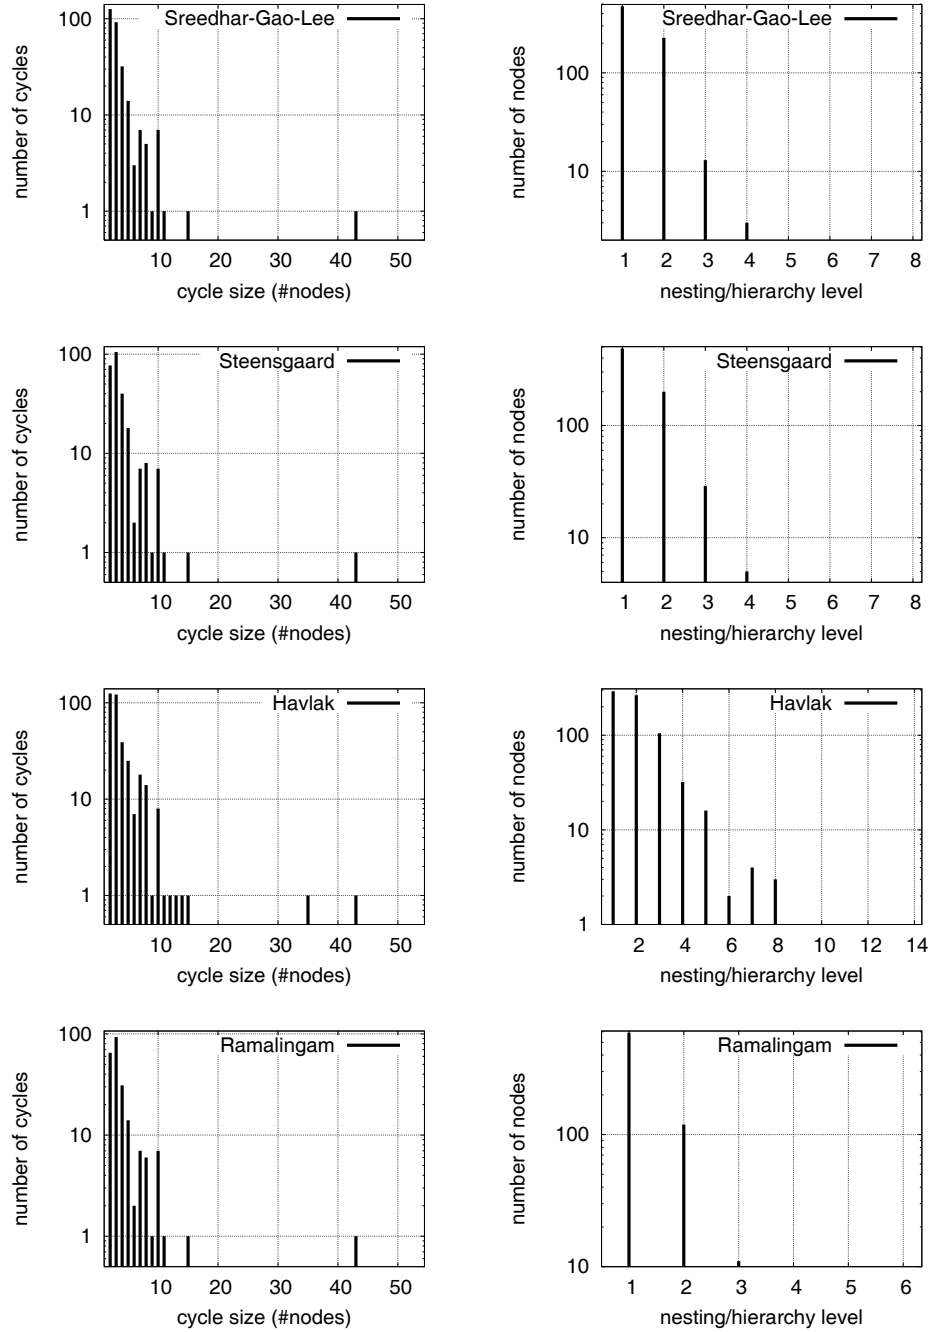 Sreedhar-Gao-Lee
number of cycles
100
10
1
10 20 30 40 50
cycle size (#nodes)
Sreedhar-Gao-Lee
number of nodes
100
10
1 2 3 4 5 6 7 8
nesting/hierarchy level
Steensgaard
number of cycles
100
10
1
10 20 30 40 50
cycle size (#nodes)
Steensgaard
number of nodes
100
10
1 2 3 4 5 6 7 8
nesting/hierarchy level
Havlak
number of cycles
100
10
1
10 20 30 40 50
cycle size (#nodes)
Havlak
number of nodes
100
10
1
2 4 6 8 10 12 14
nesting/hierarchy level
Ramalingam
number of cycles
100
10
1
10 20 30 40 50
cycle size (#nodes)
Ramalingam
number of nodes
100
10
1 2 3 4 5 6
nesting/hierarchy level